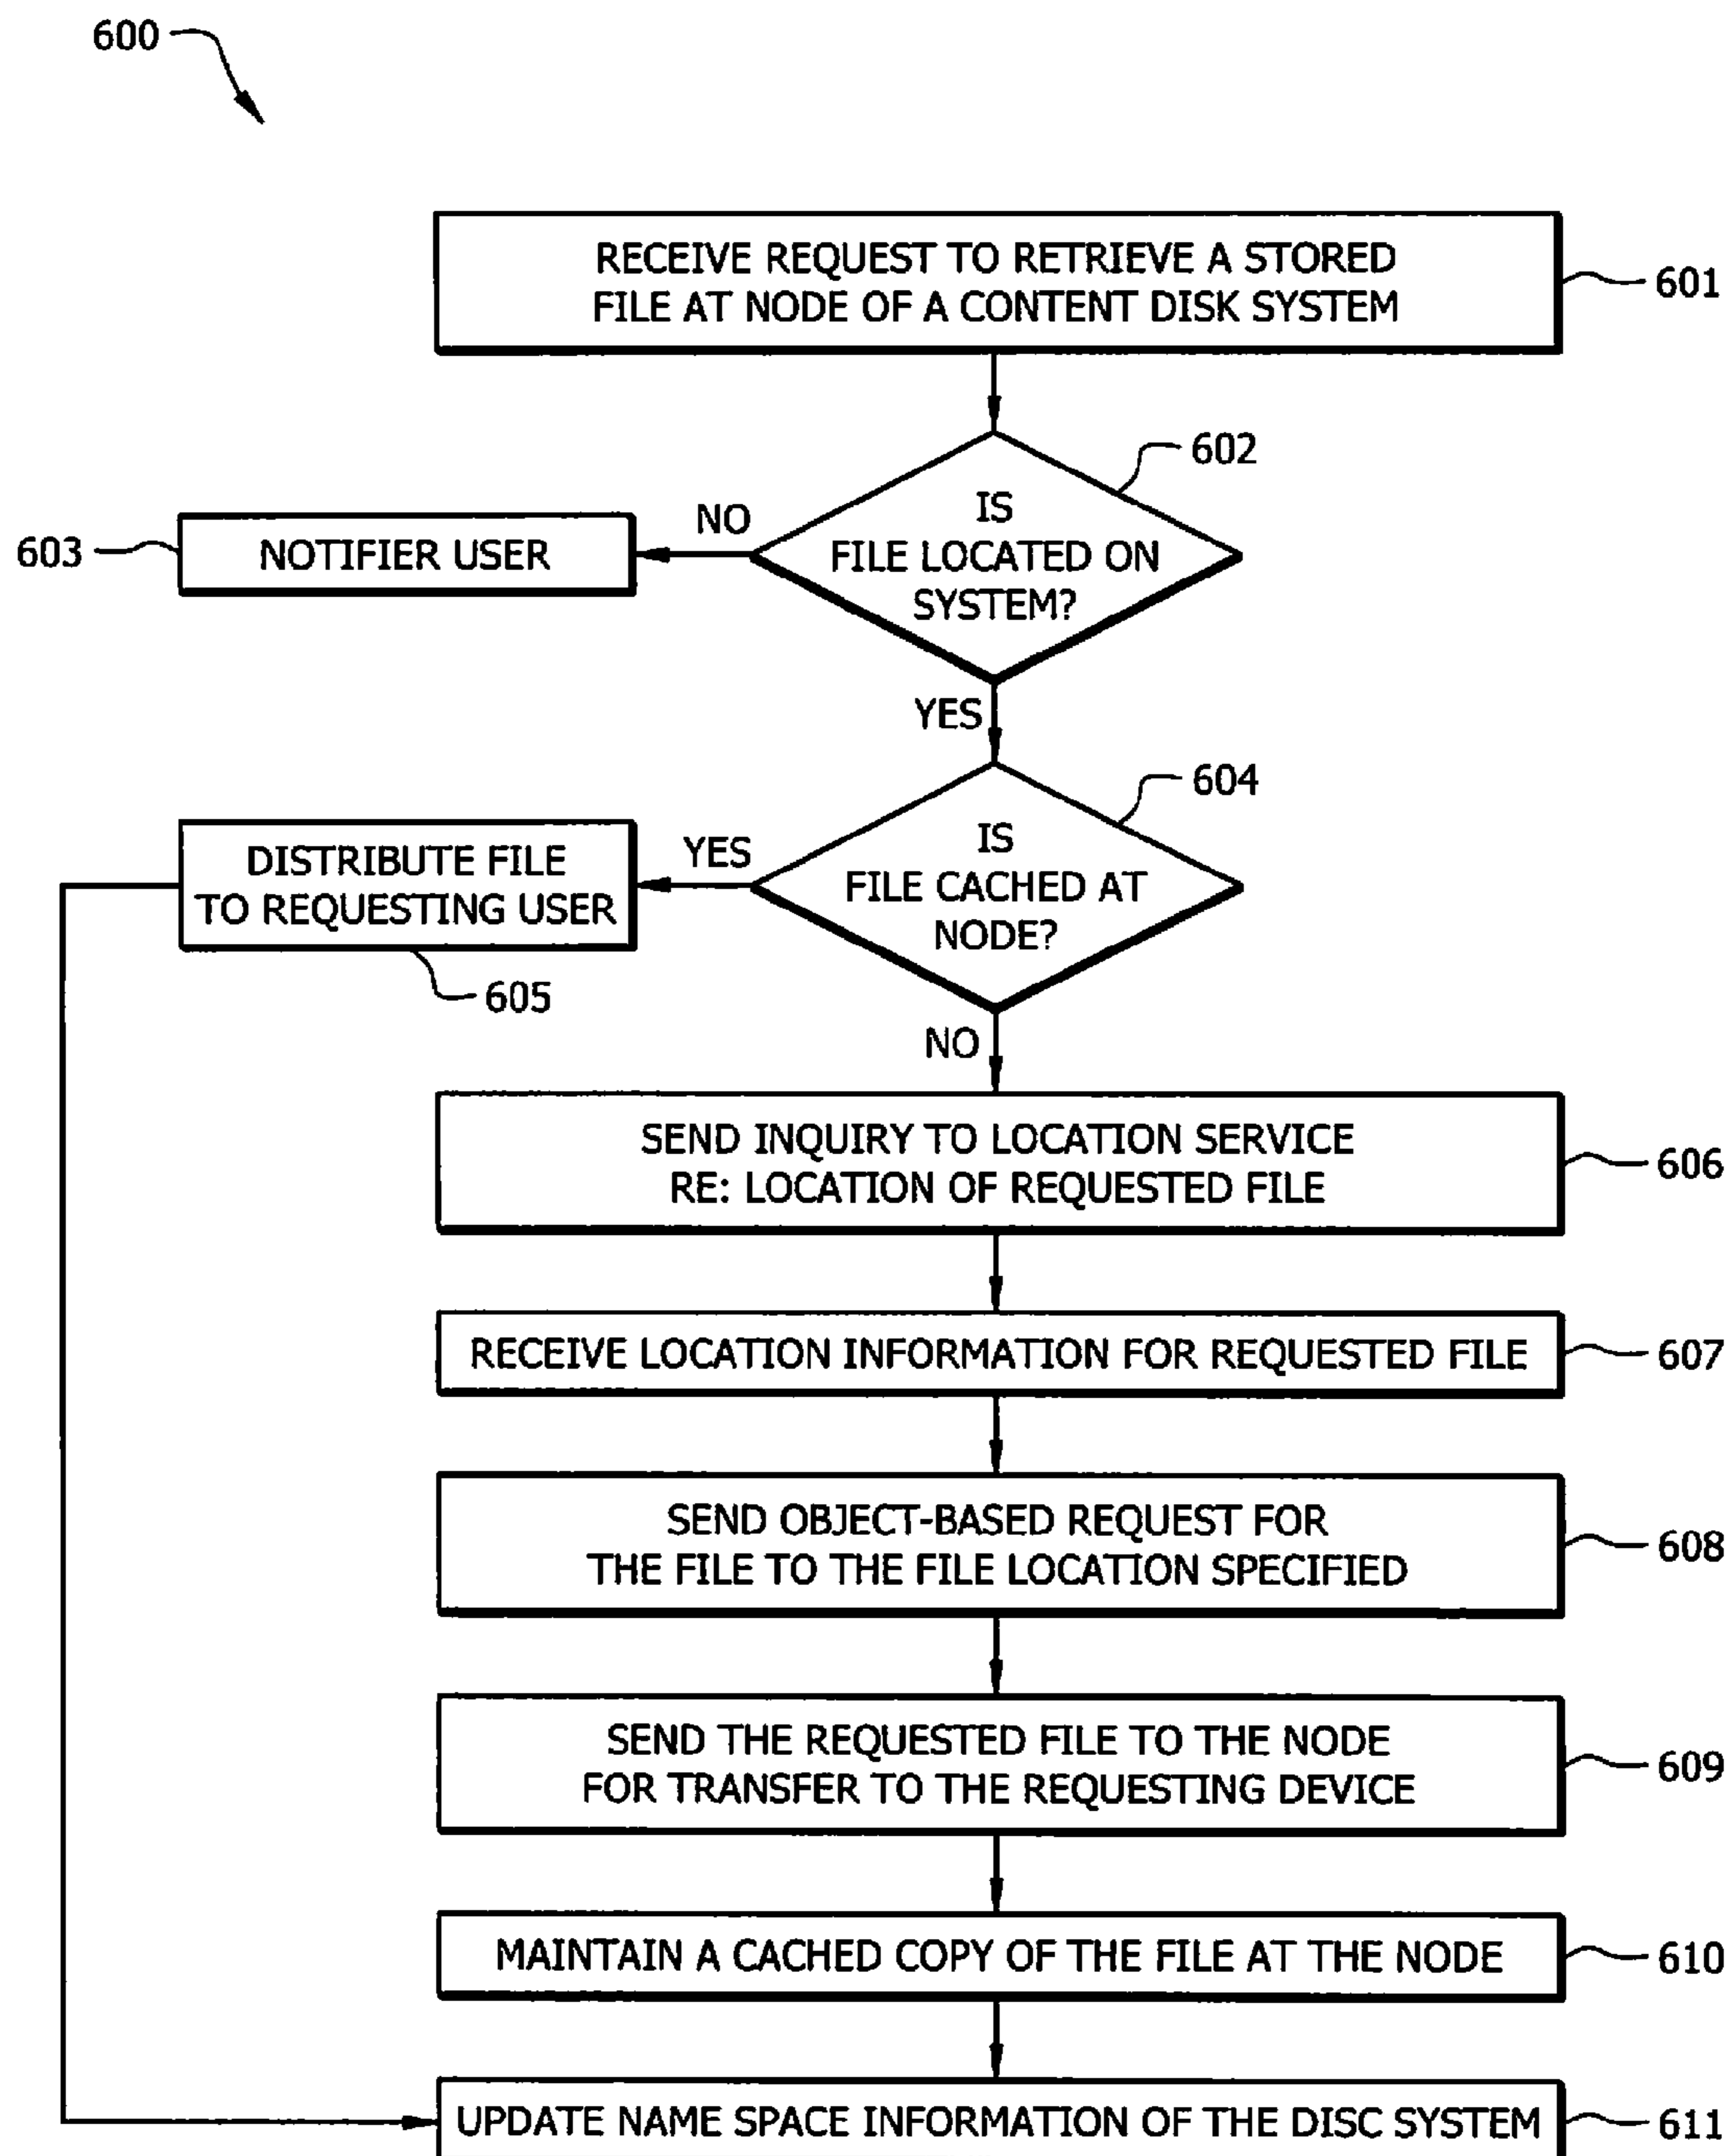 600
RECEIVE REQUEST TO RETRIEVE A STORED
FILE AT NODE OF A CONTENT DISK SYSTEM
601
602
IS
FILE LOCATED ON
SYSTEM?
NO
603
NOTIFIER USER
YES
604
IS
FILE CACHED AT
NODE?
YES
DISTRIBUTE FILE
TO REQUESTING USER
605
NO
SEND INQUIRY TO LOCATION SERVICE
RE: LOCATION OF REQUESTED FILE
606
RECEIVE LOCATION INFORMATION FOR REQUESTED FILE
607
SEND OBJECT-BASED REQUEST FOR
THE FILE TO THE FILE LOCATION SPECIFIED
608
SEND THE REQUESTED FILE TO THE NODE
FOR TRANSFER TO THE REQUESTING DEVICE
609
MAINTAIN A CACHED COPY OF THE FILE AT THE NODE
610
UPDATE NAME SPACE INFORMATION OF THE DISC SYSTEM
611